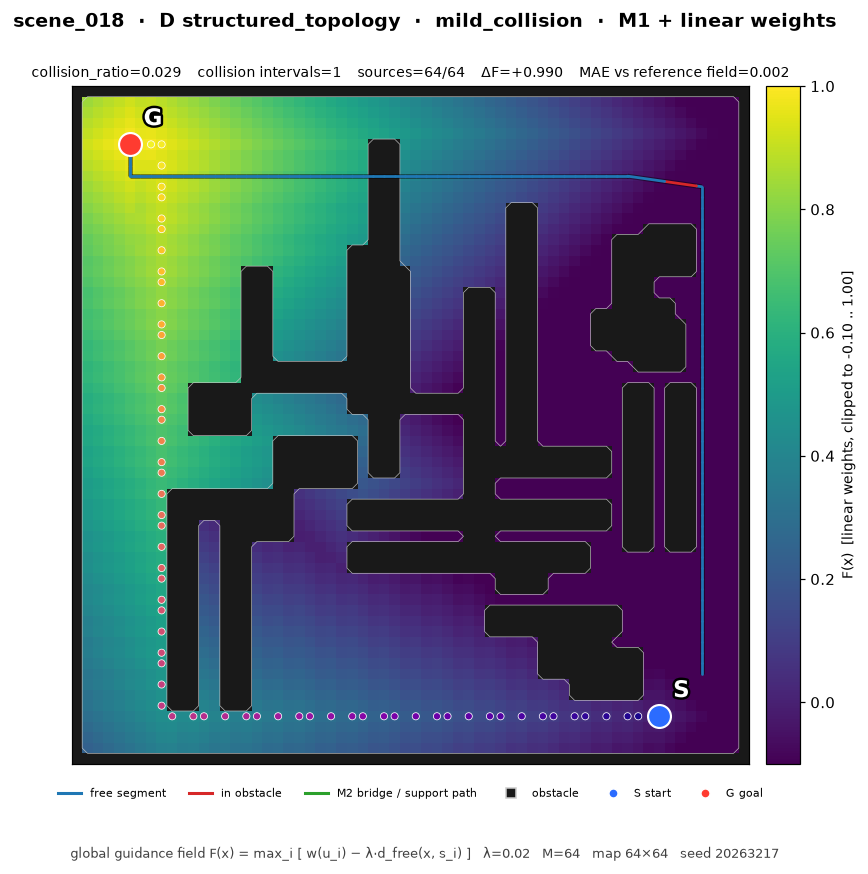 scene_018 · D structured_topology · mild_collision · M1 + linear weights
collision_ratio=0.029 collision intervals=1 sources=64/64 ΔF=+0.990 MAE vs reference field=0.002
G
S
1.0
0.8
0.6
0.4
0.2
0.0
F(x) [linear weights, clipped to -0.10 .. 1.00]
free segment in obstacle M2 bridge / support path obstacle S start G goal
global guidance field F(x) = max_i [ w(u_i) − λ·d_free(x, s_i) ] λ=0.02 M=64 map 64×64 seed 20263217